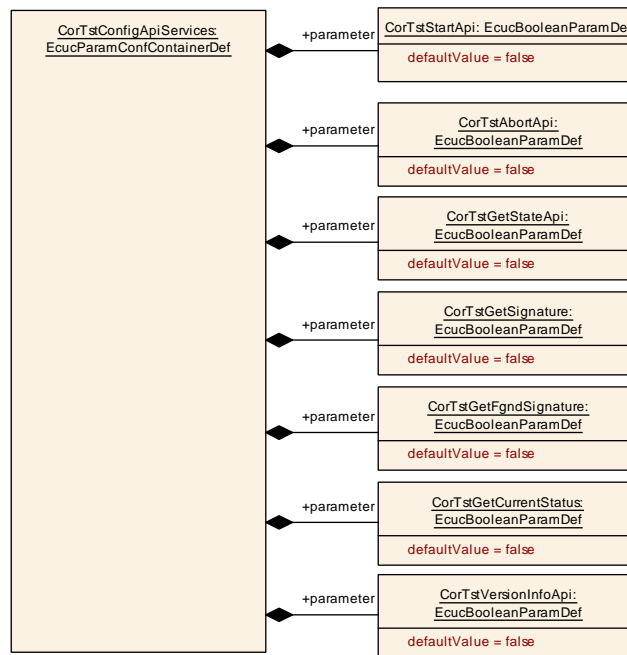 CorTstConfigApiServices:
EcucParamConfContainerDef
+parameter
CorTstStartApi: EcucBooleanParamDe
defaultValue = false
+parameter
CorTstAbortApi:
EcucBooleanParamDef
defaultValue = false
+parameter
CorTstGetStateApi:
EcucBooleanParamDef
defaultValue = false
+parameter
CorTstGetSignature:
EcucBooleanParamDef
defaultValue = false
+parameter
CorTstGetFgndSignature:
EcucBooleanParamDef
defaultValue = false
+parameter
CorTstGetCurrentStatus:
EcucBooleanParamDef
defaultValue = false
+parameter
CorTstVersionInfoApi:
EcucBooleanParamDef
defaultValue = false